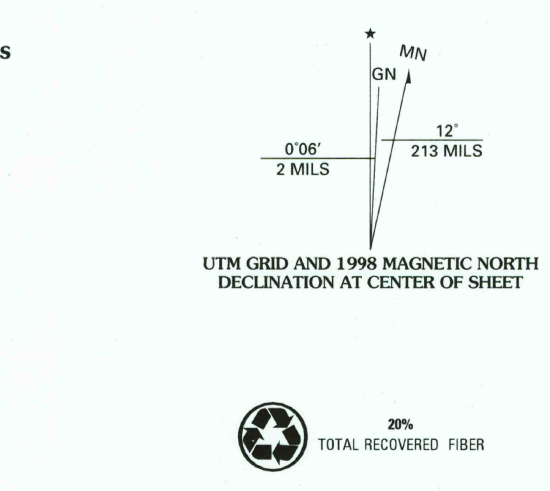 s
★
MN
GN
0°06′
2 MILS
12°
213 MILS
UTM GRID AND 1998 MAGNETIC NORTH
DECLINATION AT CENTER OF SHEET
20%
TOTAL RECOVERED FIBER